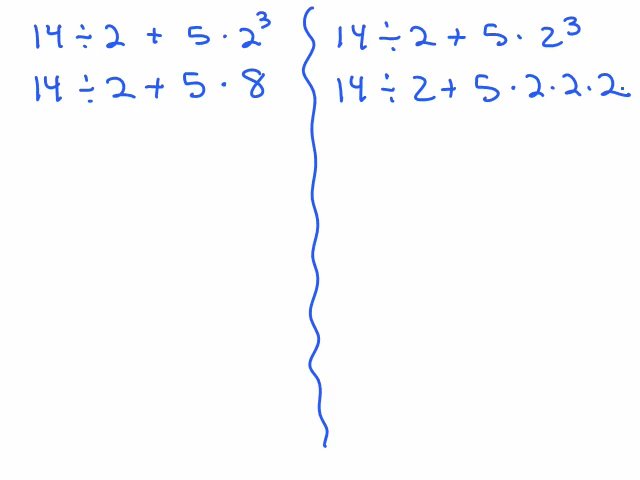 14 ÷ 2 + 5 · 2³
14 ÷ 2 + 5 · 8
14 ÷ 2 + 5 · 2³
14 ÷ 2 + 5 · 2 · 2 · 2